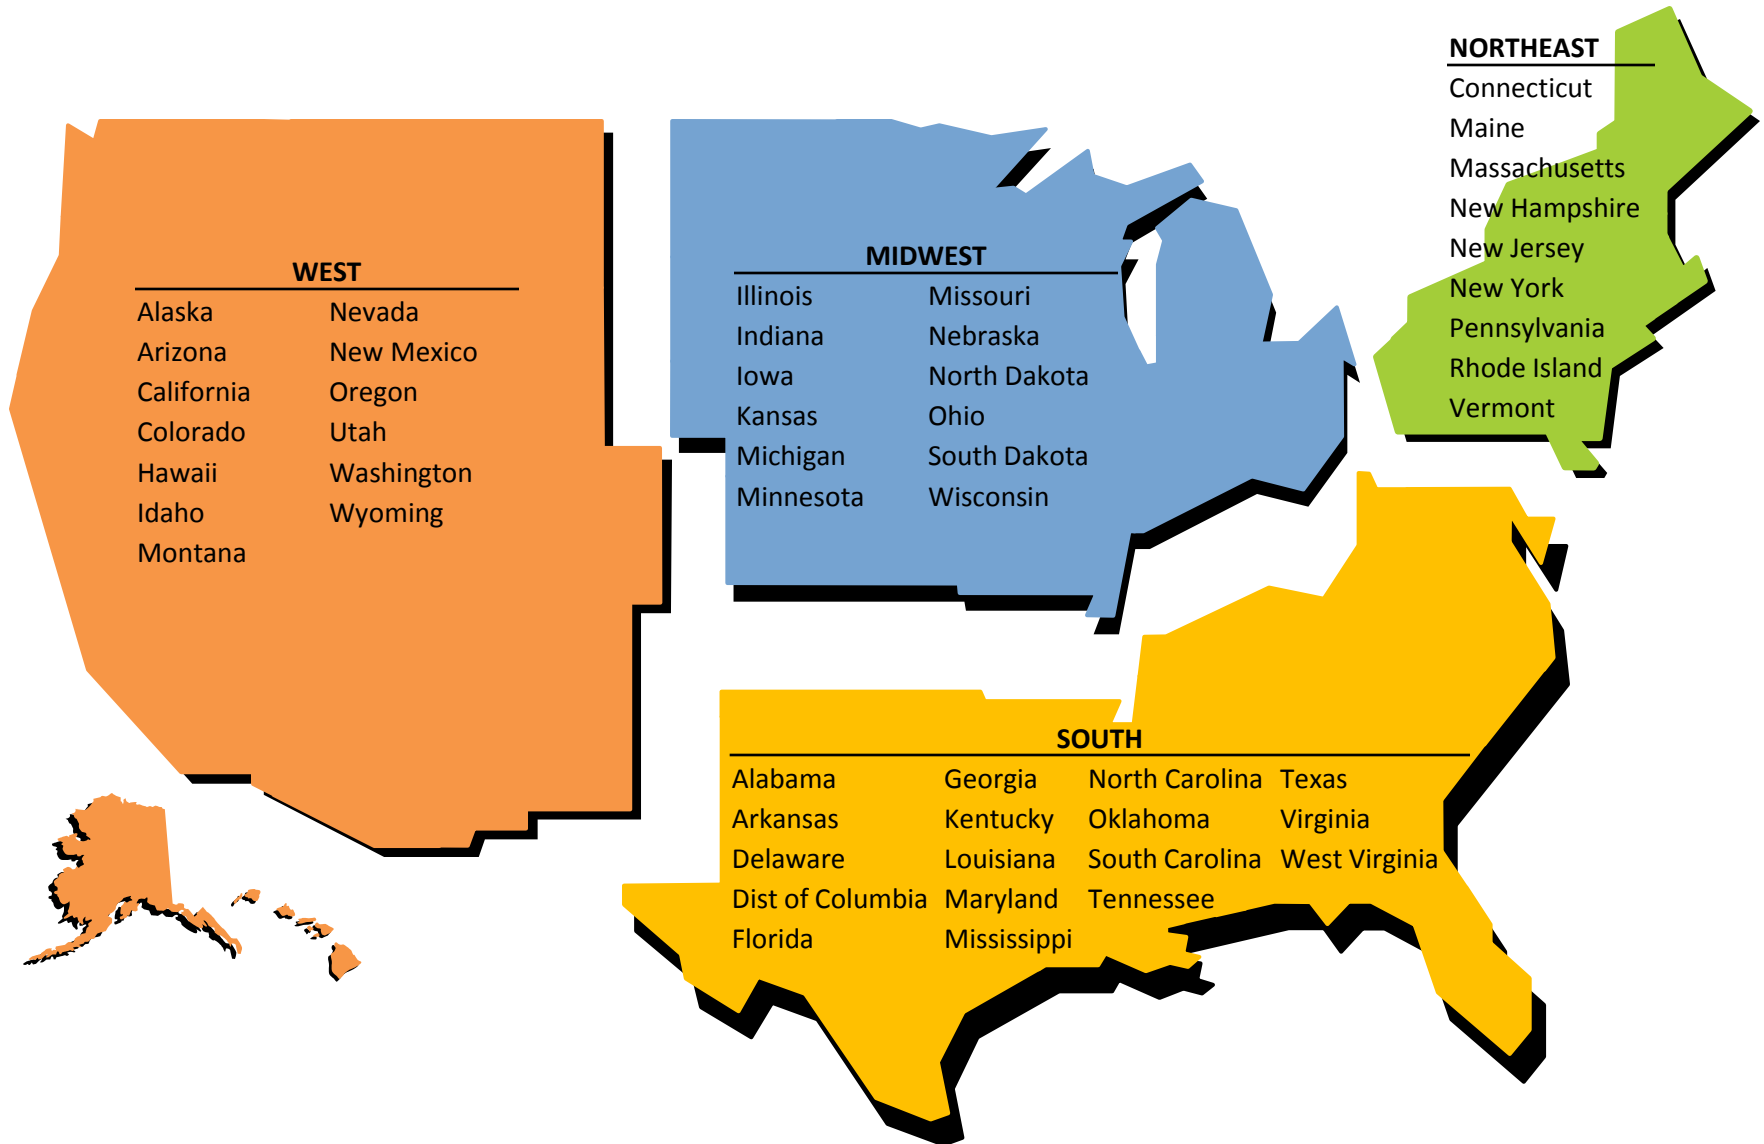 NORTHEAST
Connecticut
Maine
Massachusetts
New Hampshire
New Jersey
New York
Pennsylvania
Rhode Island
Vermont
WEST
Alaska Nevada
Arizona New Mexico
California Oregon
Colorado Utah
Hawaii Washington
Idaho Wyoming
Montana
MIDWEST
Illinois Missouri
Indiana Nebraska
Iowa North Dakota
Kansas Ohio
Michigan South Dakota
Minnesota Wisconsin
SOUTH
Alabama Georgia North Carolina Texas
Arkansas Kentucky Oklahoma Virginia
Delaware Louisiana South Carolina West Virginia
Dist of Columbia Maryland Tennessee
Florida Mississippi